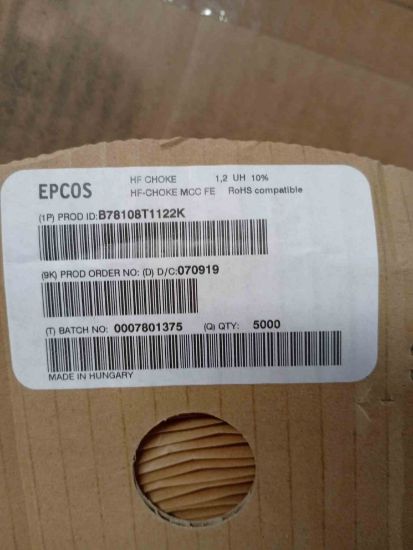 EPCOS
HF CHOKE 1,2 UH 10%
HF-CHOKE MCC FE RoHS compatible
(1P) PROD ID:B78108T1122K
(9K) PROD ORDER NO: (D) D/C:070919
(T) BATCH NO: 0007801375 (Q) QTY: 5000
MADE IN HUNGARY